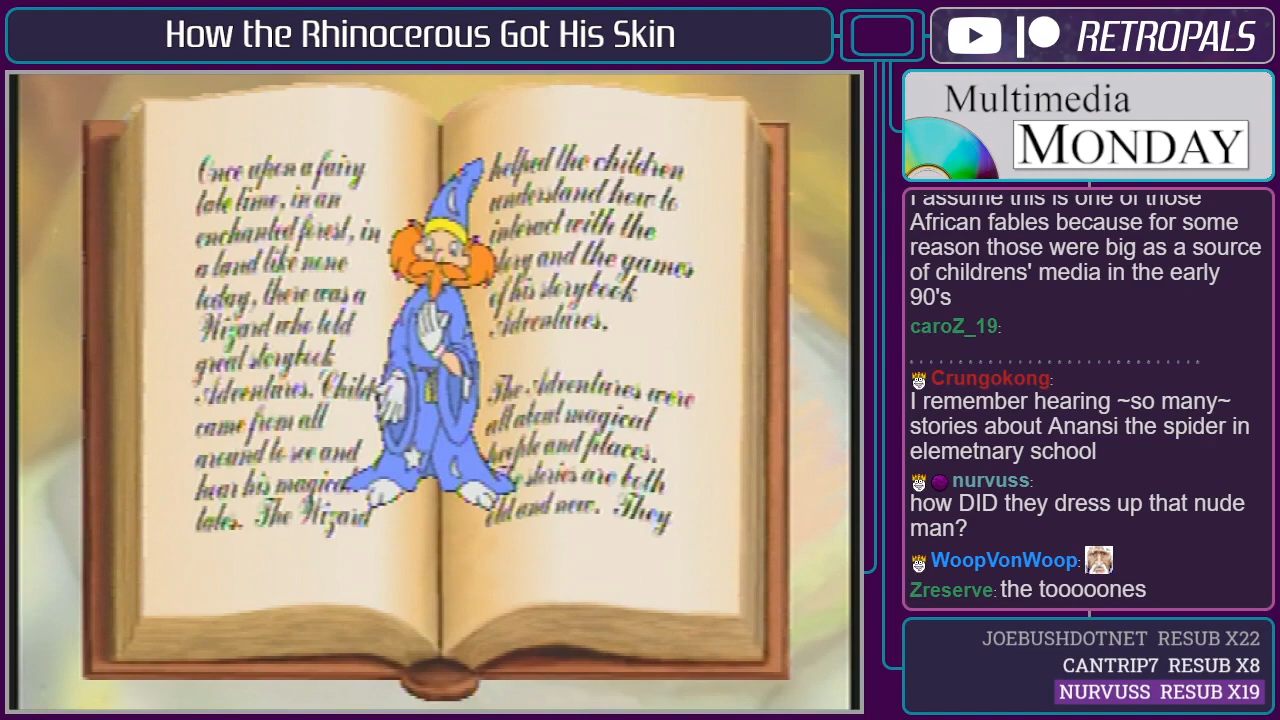 How the Rhinocerous Got His Skin
RETROPALS
Multimedia
MONDAY
Once upon a fairy
tale time, in an
enchanted forest, in
a land like none
today, there was a
Wizard who told
great storybook
Adventures. Child
came from all
around to see and
hear his magical
tales. The Wizard
helped the children
understand how to
interact with the
story and the games
of his storybook
Adventures.
The Adventures were
all about magical
people and places.
The stories are both
old and new. They
I assume this is one of those
African fables because for some
reason those were big as a source
of childrens' media in the early
90's
caroZ_19:
. . . . . . . . . . . . . . . . . . . . . . . . . . . . . .
Crungokong:
I remember hearing ~so many~
stories about Anansi the spider in
elemetnary school
nurvuss:
how DID they dress up that nude
man?
WoopVonWoop:
Zreserve: the tooooones
JOEBUSHDOTNET RESUB X22
CANTRIP7 RESUB X8
NURVUSS RESUB X19